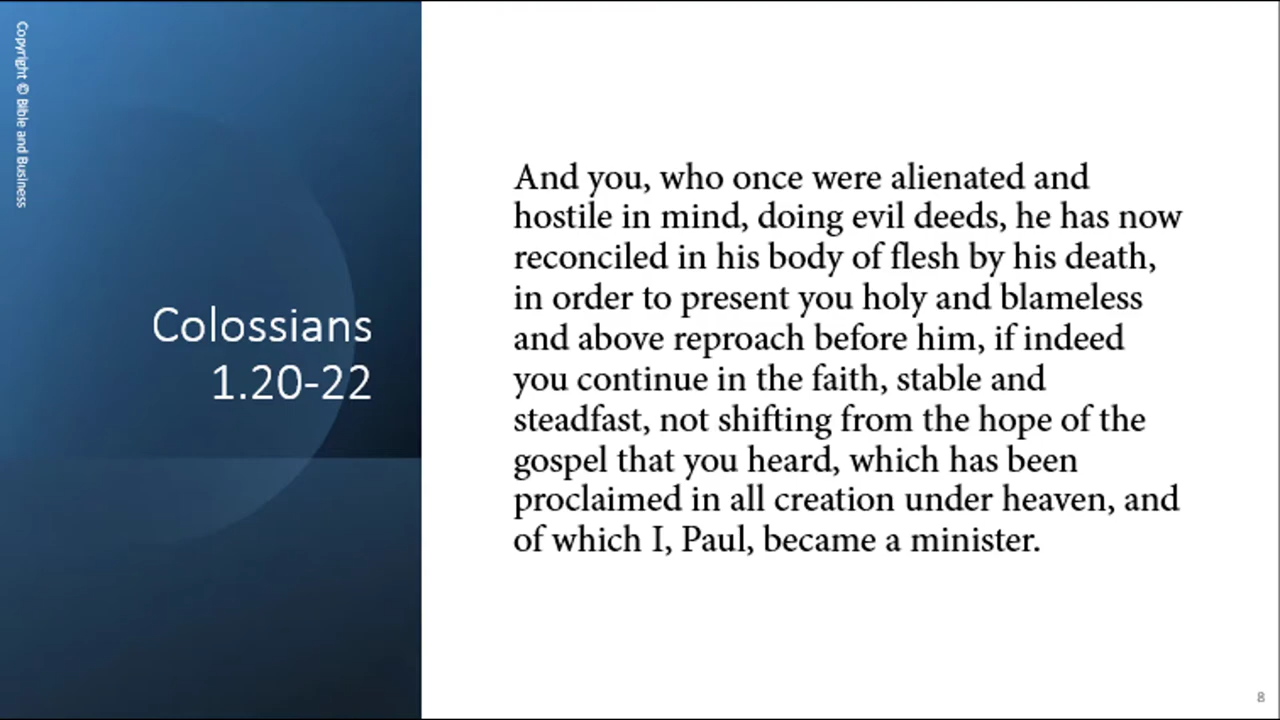 Copyright © Bible and Business
Colossians
1.20-22
And you, who once were alienated and
hostile in mind, doing evil deeds, he has now
reconciled in his body of flesh by his death,
in order to present you holy and blameless
and above reproach before him, if indeed
you continue in the faith, stable and
steadfast, not shifting from the hope of the
gospel that you heard, which has been
proclaimed in all creation under heaven, and
of which I, Paul, became a minister.
8